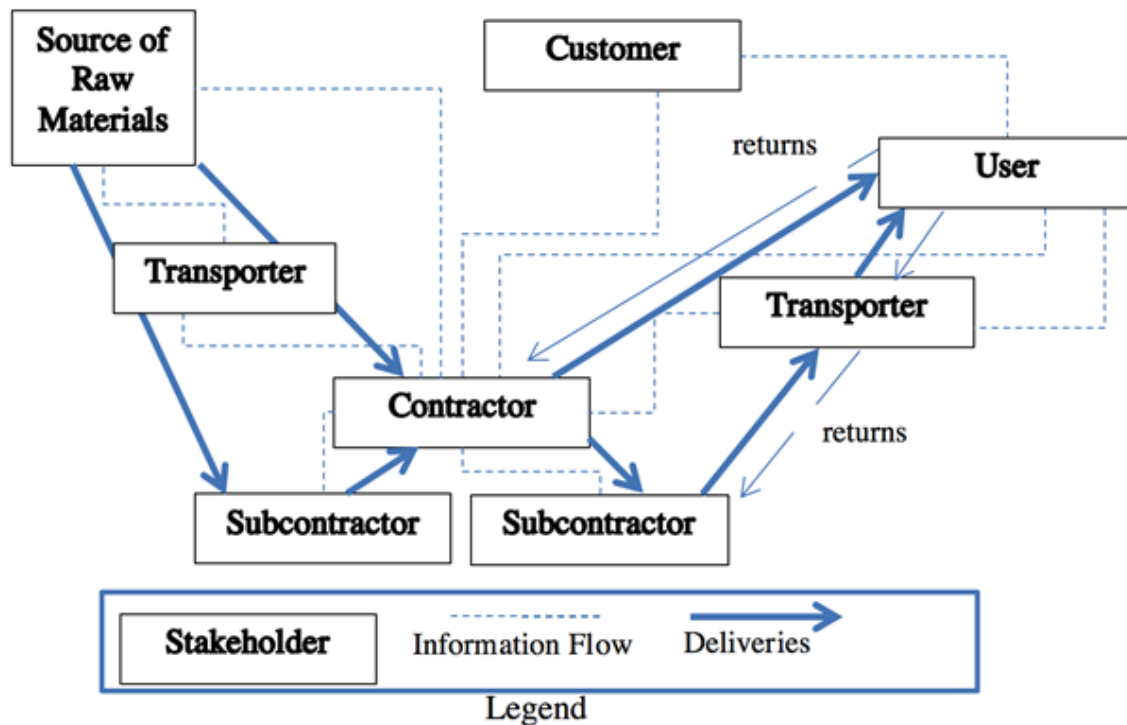 Source of
Raw
Materials
Customer
returns
User
Transporter
Transporter
Contractor
returns
Subcontractor
Subcontractor
Stakeholder
Information Flow
Deliveries
Legend